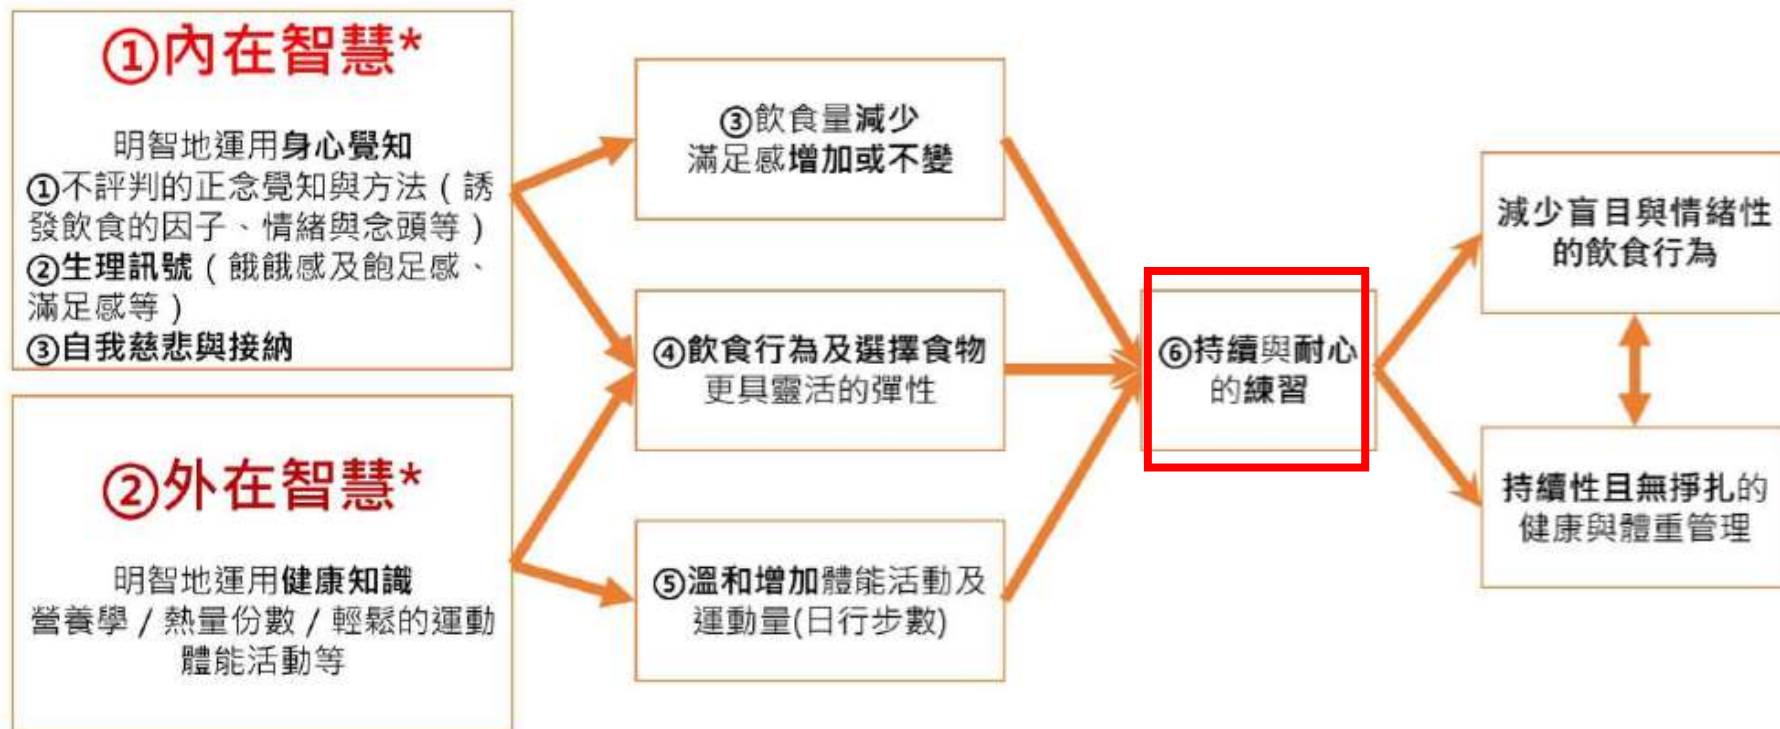 ①內在智慧*
明智地運用身心覺知
①不評判的正念覺知與方法（誘
發飲食的因子、情緒與念頭等）
②生理訊號（餓餓感及飽足感、
滿足感等）
③自我慈悲與接納
②外在智慧*
明智地運用健康知識
營養學 / 熱量份數 / 輕鬆的運動
體能活動等
③飲食量減少
滿足感增加或不變
④飲食行為及選擇食物
更具靈活的彈性
⑤溫和增加體能活動及
運動量(日行步數)
⑥持續與耐心
的練習
減少盲目與情緒性
的飲食行為
持續性且無掙扎的
健康與體重管理